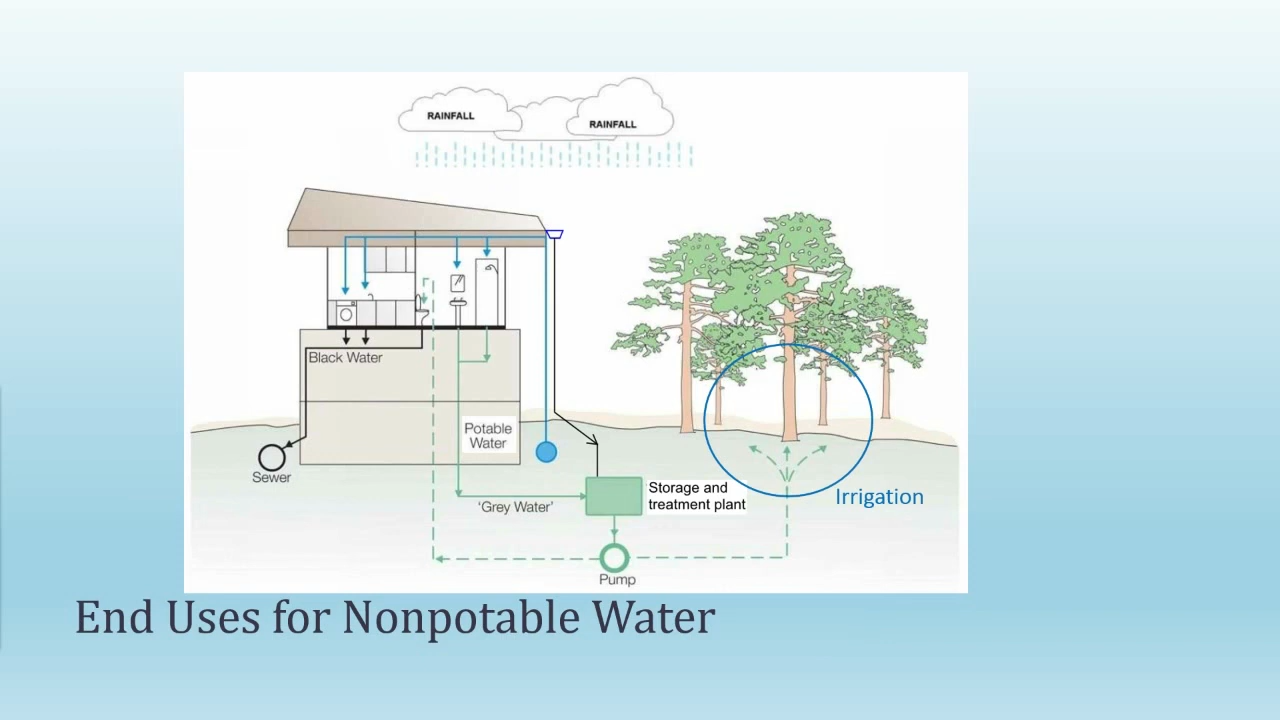 RAINFALL
RAINFALL
Black Water
Potable
Water
Sewer
Storage and
treatment plant
'Grey Water'
Irrigation
Pump
End Uses for Nonpotable Water